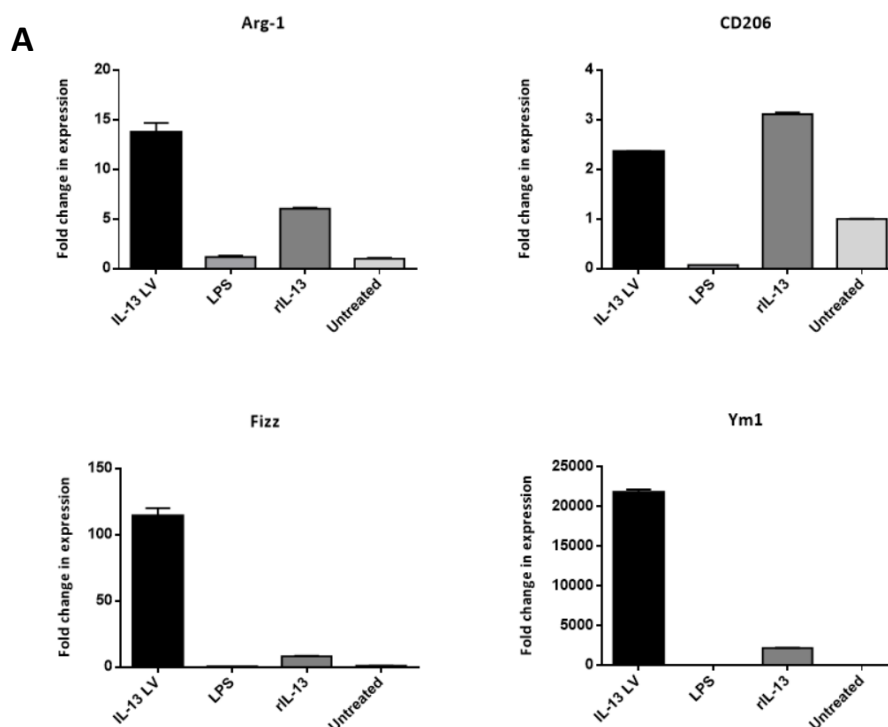 A
Arg-1
Fold change in expression
20
15
10
5
0
IL-13 LV
LPS
rIL-13
Untreated
CD206
Fold change in expression
4
3
2
1
0
IL-13 LV
LPS
rIL-13
Untreated
Fizz
Fold change in expression
150
100
50
0
IL-13 LV
LPS
rIL-13
Untreated
Ym1
Fold change in expression
25000
20000
15000
10000
5000
0
IL-13 LV
LPS
rIL-13
Untreated